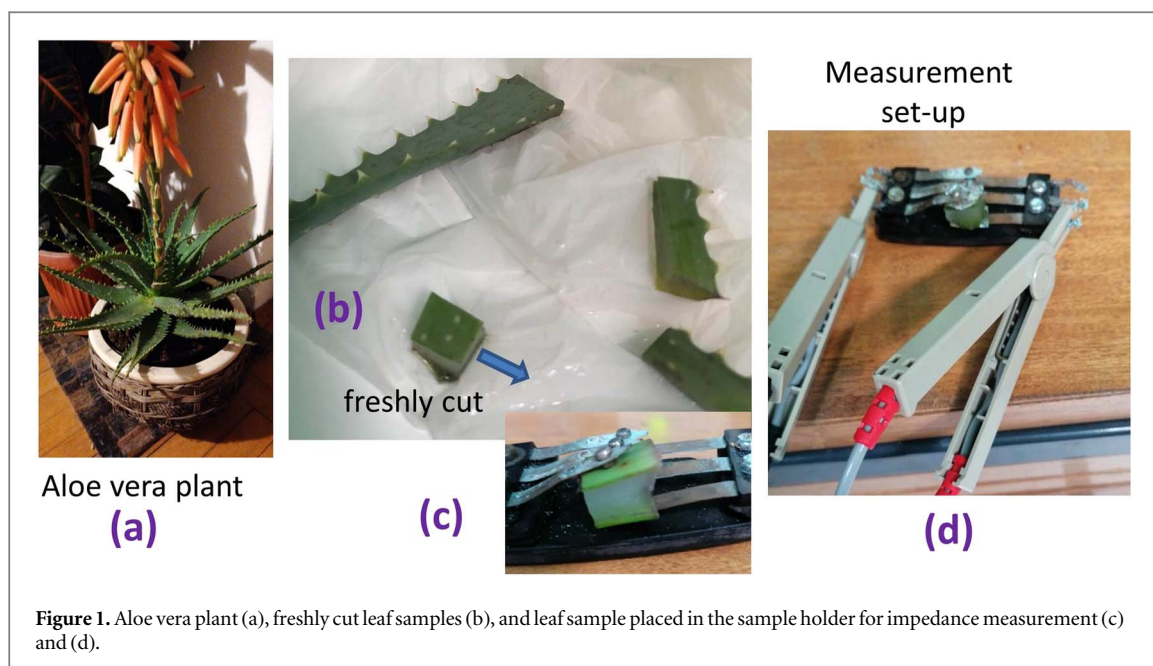 Aloe vera plant
(a)
(b)
freshly cut
(c)
Measurement
set-up
(d)
Figure 1. Aloe vera plant (a), freshly cut leaf samples (b), and leaf sample placed in the sample holder for impedance measurement (c)
and (d).